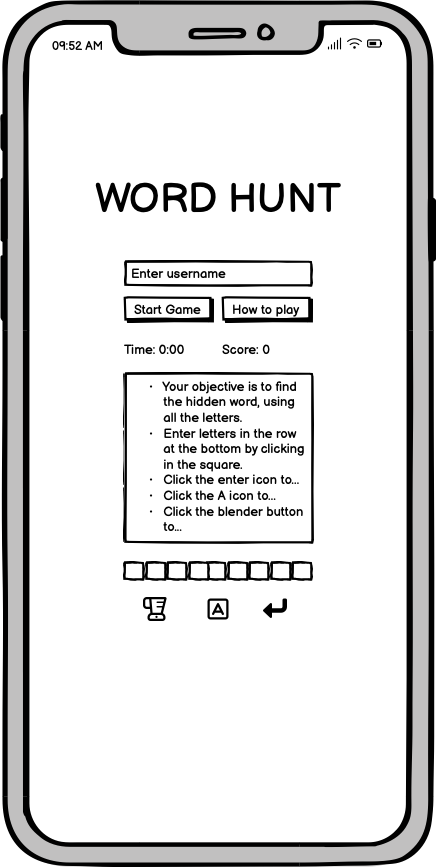 09:52 AM
WORD HUNT
Enter username
Start Game How to play
Time: 0:00 Score: 0
· Your objective is to find
the hidden word, using
all the letters.
· Enter letters in the row
at the bottom by clicking
in the square.
· Click the enter icon to...
· Click the A icon to...
· Click the blender button
to...
A